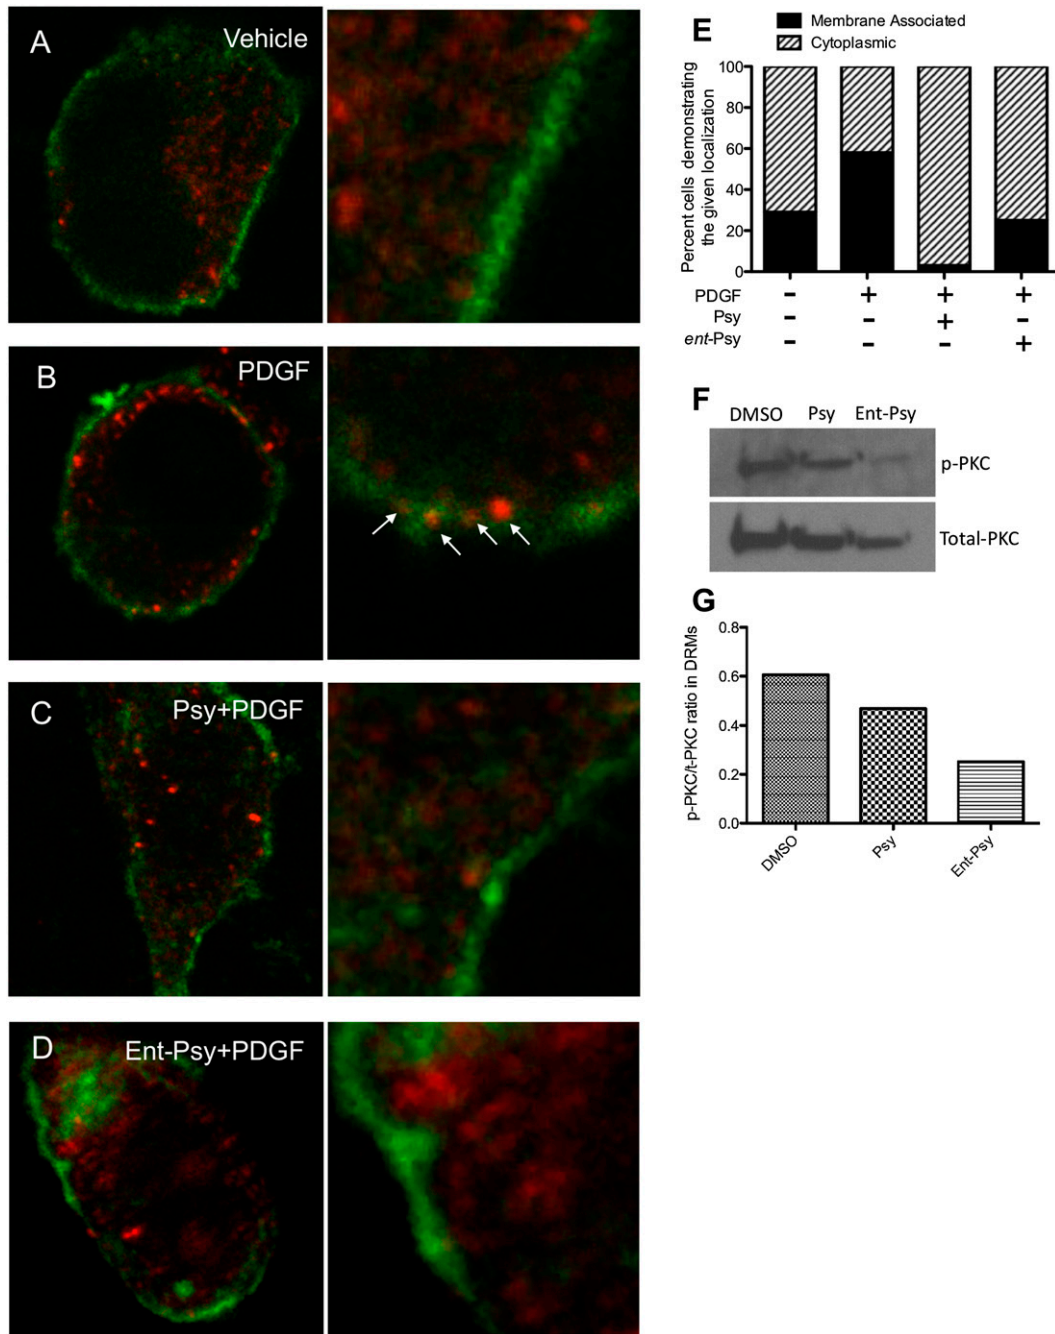 A
Vehicle
B
PDGF
C
Psy+PDGF
D
Ent-Psy+PDGF
E
Membrane Associated
Cytoplasmic
Percent cells demonstrating
the given localization
100
80
60
40
20
0
PDGF - + + +
Psy - - + -
ent-Psy - - - +
F
DMSO Psy Ent-Psy
p-PKC
Total-PKC
G
p-PKC/t-PKC ratio in DRMs
0.8
0.6
0.4
0.2
0.0
DMSO
Psy
Ent-Psy